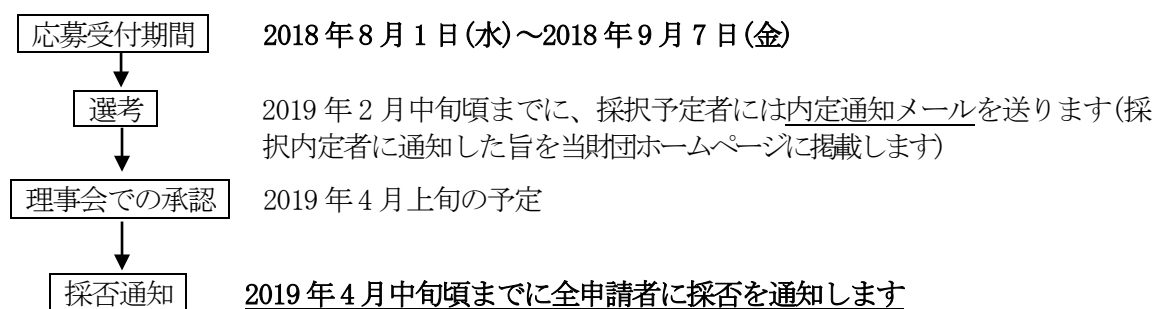 応募受付期間 2018年8月1日(水)～2018年9月7日(金)
選考 2019年2月中旬頃までに、採択予定者には内定通知メールを送ります(採
択内定者に通知した旨を当財団ホームページに掲載します)
理事会での承認 2019年4月上旬の予定
採否通知 2019年4月中旬頃までに全申請者に採否を通知します